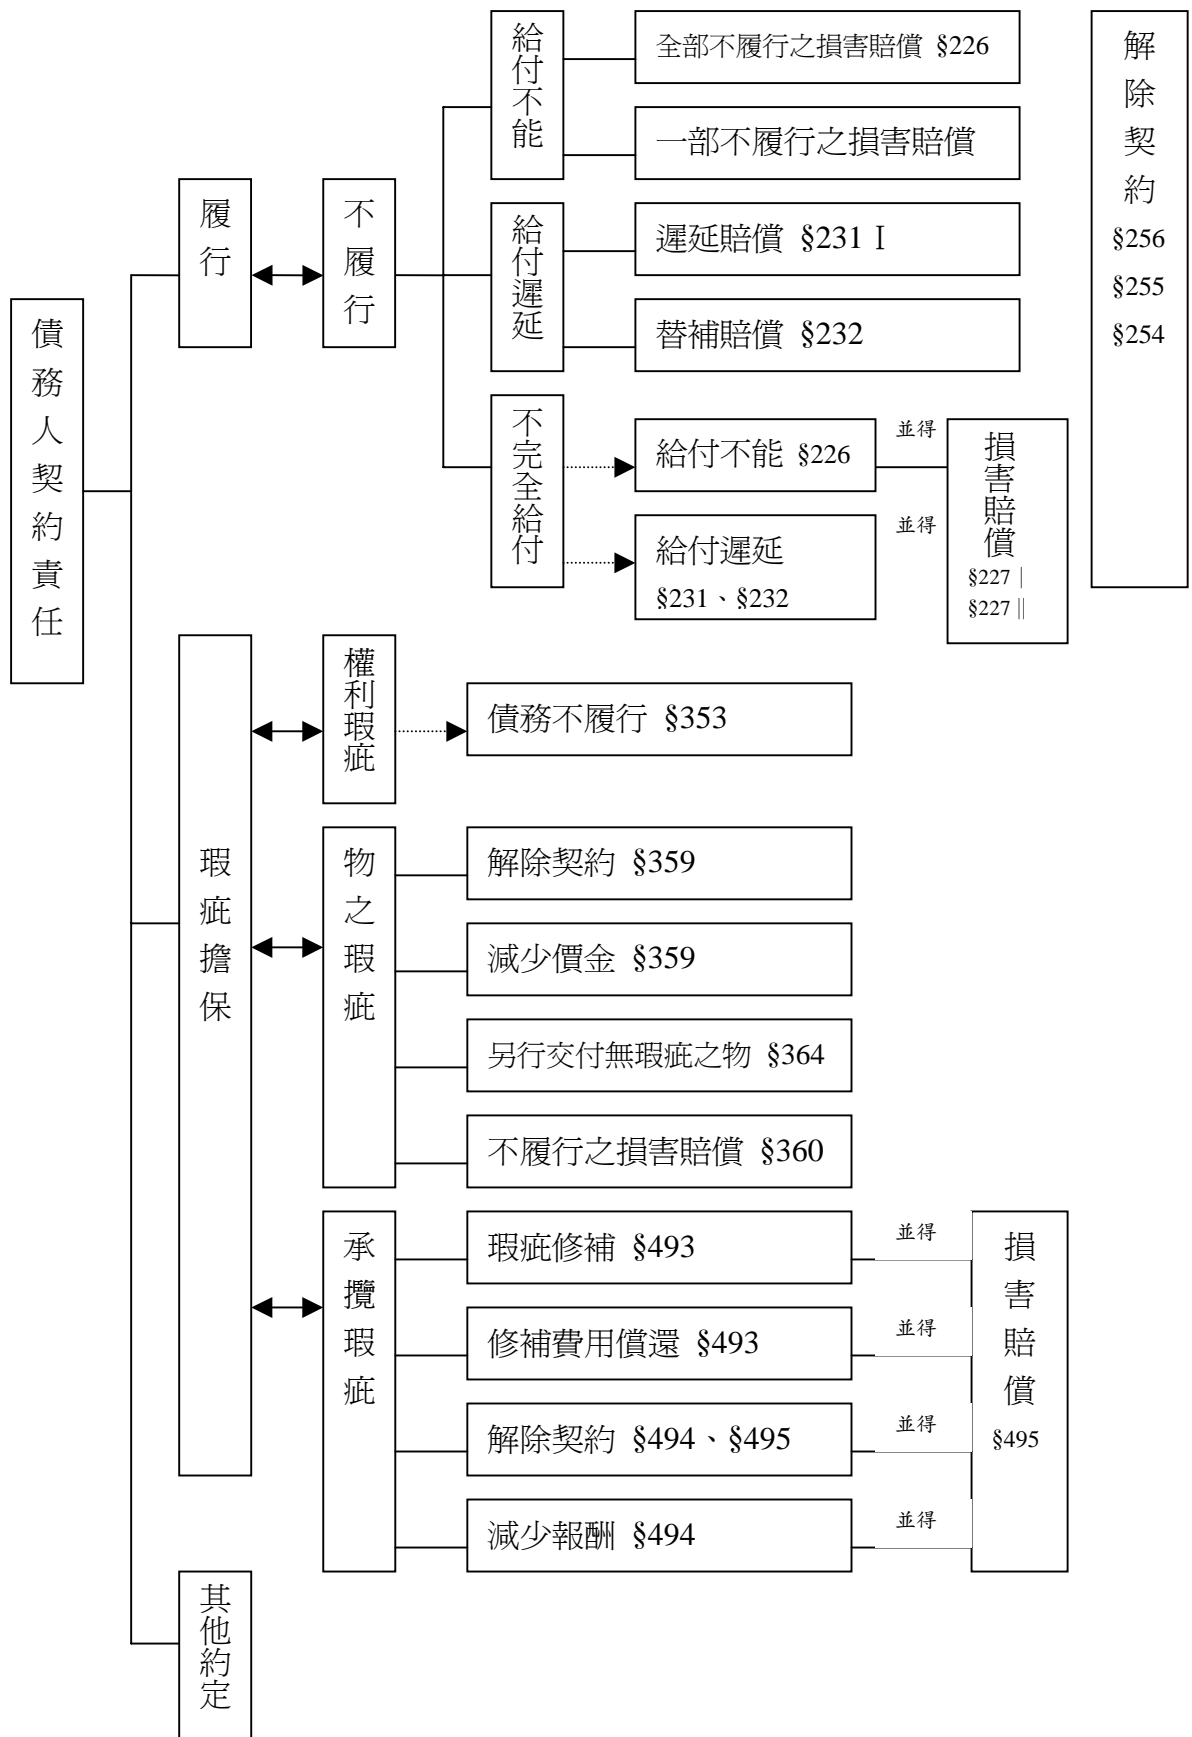 債務人契約責任
履行
不履行
給付不能
全部不履行之損害賠償 §226
一部不履行之損害賠償
給付遲延
遲延賠償 §231 I
替補賠償 §232
不完全給付
給付不能 §226
並得
給付遲延
§231、§232
並得
損害賠償
§227 |
§227 ||
解除契約
§256
§255
§254
瑕疵擔保
權利瑕疵
債務不履行 §353
物之瑕疵
解除契約 §359
減少價金 §359
另行交付無瑕疵之物 §364
不履行之損害賠償 §360
承攬瑕疵
瑕疵修補 §493
並得
修補費用償還 §493
並得
解除契約 §494、§495
並得
減少報酬 §494
並得
損害賠償
§495
其他約定